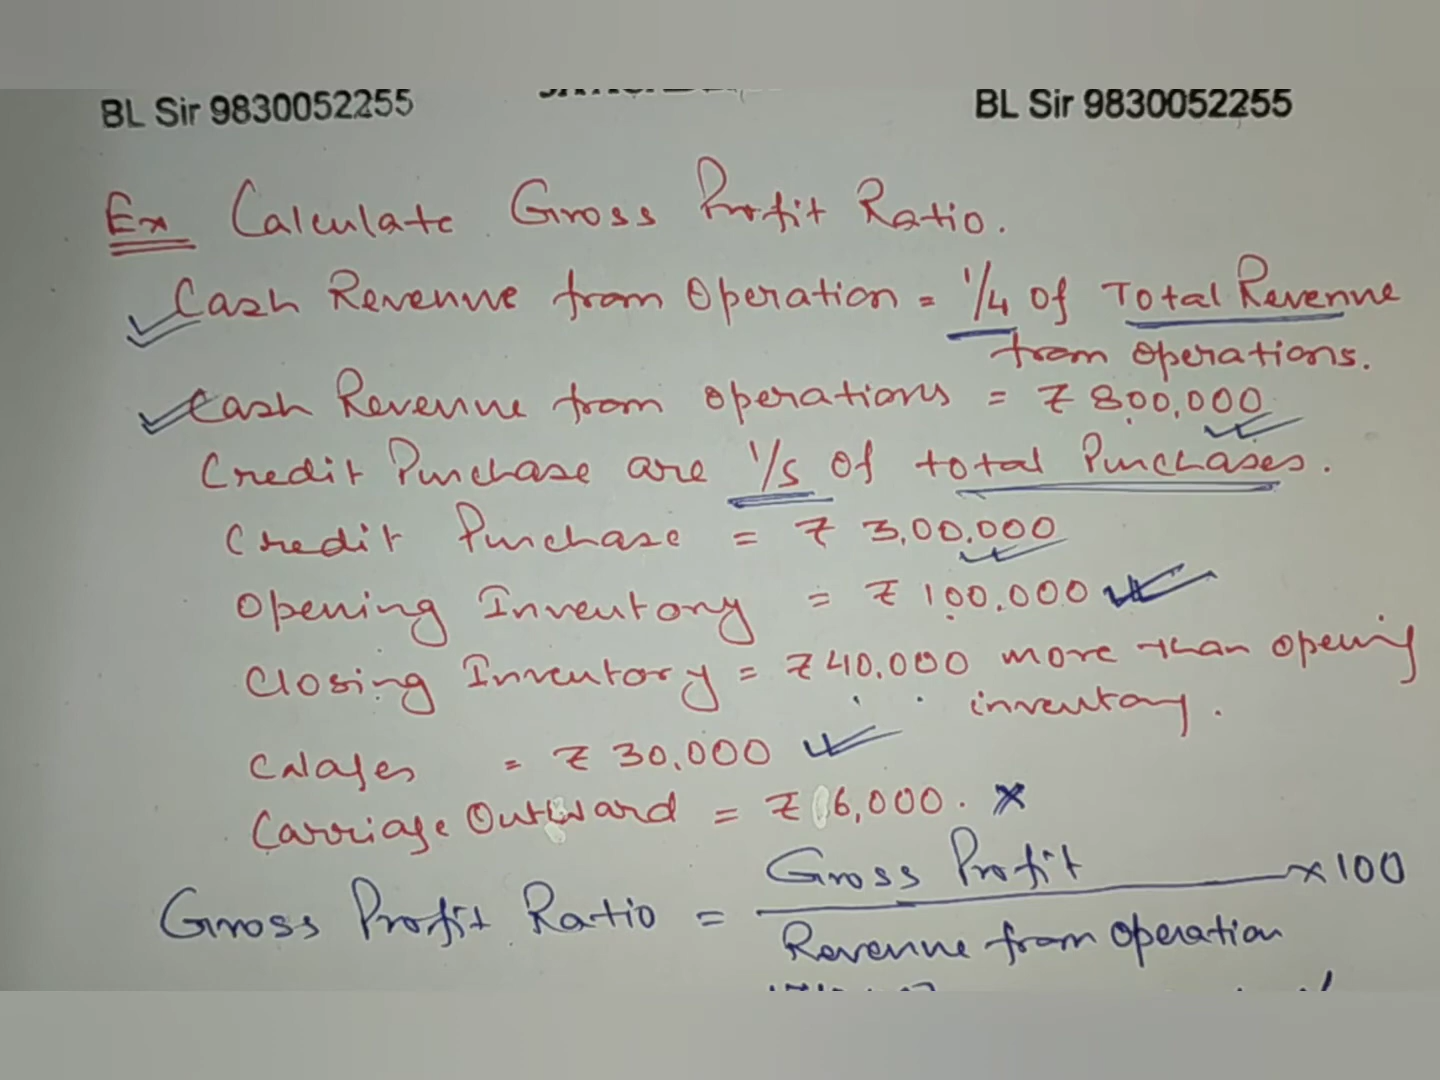 BL Sir 9830052255 BL Sir 9830052255
Ex Calculate Gross Profit Ratio.
Cash Revenue from Operation = 1/4 Of Total Revenue
from operations.
Cash Revenue from operations = ₹ 800,000
Credit Purchase are 1/5 Of total Purchases.
Credit Purchase = ₹ 3,00,000
Opening Inventory = ₹ 100,000
Closing Inventory = ₹ 40,000 more than opening
inventory.
= ₹ 30,000
Carriage Outward = ₹ 6,000. ×
Gross Profit Ratio = Gross Profit × 100
Revenue from operation